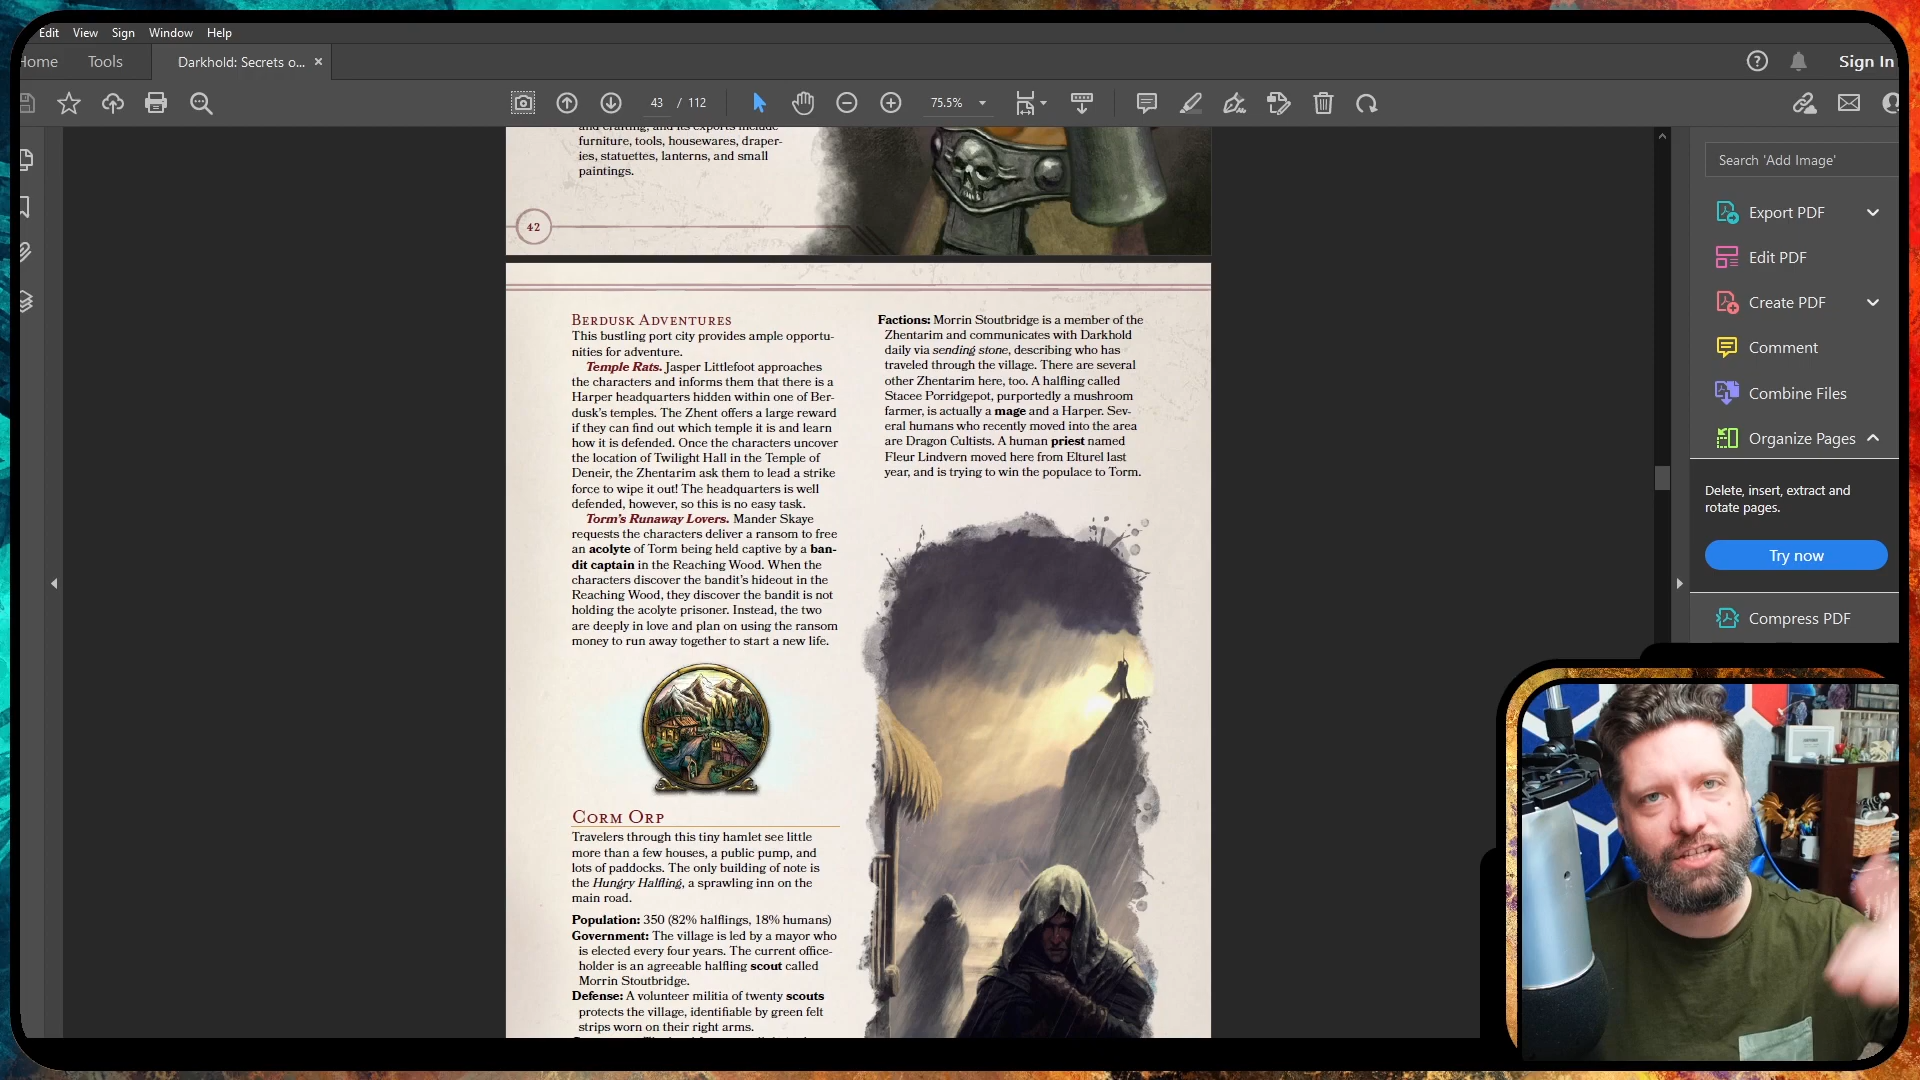 Edit View Sign Window Help
Home Tools Darkhold: Secrets o... ×
Sign In
43 / 112
75.5%
furniture, tools, housewares, draper-
ies, statuettes, lanterns, and small
paintings.
42
Berdusk Adventures
This bustling port city provides ample opportu-
nities for adventure.
Temple Rats. Jasper Littlefoot approaches
the characters and informs them that there is a
Harper headquarters hidden within one of Ber-
dusk's temples. The Zhent offers a large reward
if they can find out which temple it is and learn
how it is defended. Once the characters uncover
the location of Twilight Hall in the Temple of
Deneir, the Zhentarim ask them to lead a strike
force to wipe it out! The headquarters is well
defended, however, so this is no easy task.
Torm's Runaway Lovers. Mander Skaye
requests the characters deliver a ransom to free
an acolyte of Torm being held captive by a ban-
dit captain in the Reaching Wood. When the
characters discover the bandit's hideout in the
Reaching Wood, they discover the bandit is not
holding the acolyte prisoner. Instead, the two
are deeply in love and plan on using the ransom
money to run away together to start a new life.
Corm Orp
Travelers through this tiny hamlet see little
more than a few houses, a public pump, and
lots of paddocks. The only building of note is
the Hungry Halfling, a sprawling inn on the
main road.
Population: 350 (82% halflings, 18% humans)
Government: The village is led by a mayor who
is elected every four years. The current office-
holder is an agreeable halfling scout called
Morrin Stoutbridge.
Defense: A volunteer militia of twenty scouts
protects the village, identifiable by green felt
strips worn on their right arms.
Factions: Morrin Stoutbridge is a member of the
Zhentarim and communicates with Darkhold
daily via sending stone, describing who has
traveled through the village. There are several
other Zhentarim here, too. A halfling called
Stacee Porridgepot, purportedly a mushroom
farmer, is actually a mage and a Harper. Sev-
eral humans who recently moved into the area
are Dragon Cultists. A human priest named
Fleur Lindvern moved here from Elturel last
year, and is trying to win the populace to Torm.
Search 'Add Image'
Export PDF
Edit PDF
Create PDF
Comment
Combine Files
Organize Pages
Delete, insert, extract and
rotate pages.
Try now
Compress PDF